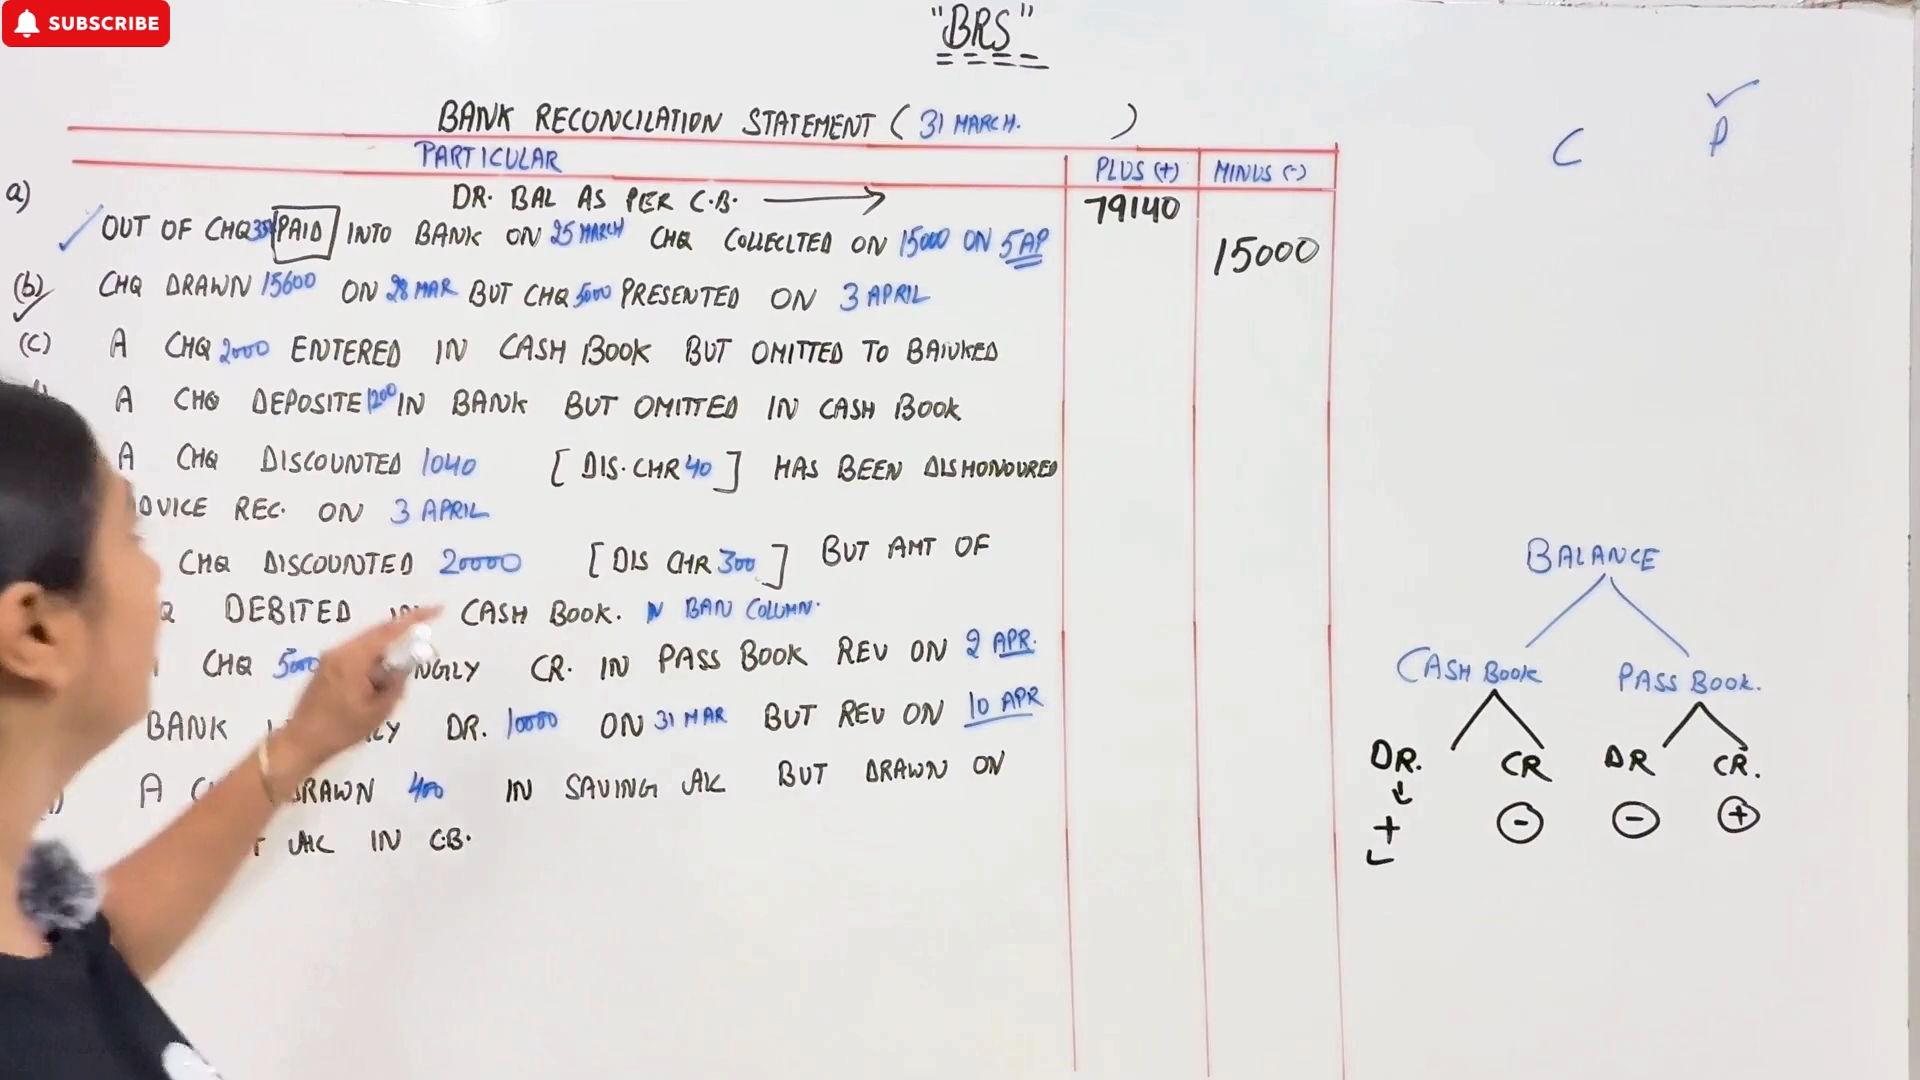 SUBSCRIBE
"BRS"
BANK RECONCILATION STATEMENT ( 31 MARCH. )
PARTICULAR PLUS (+) MINUS (-)
a) DR. BAL AS PER C.B. → 79140
OUT OF CHQ PAID INTO BANK ON 25 MARCH CHQ COLLECLTED ON 15000 ON 5 AP 15000
(b) CHQ DRAWN 15600 ON 28 MAR BUT CHQ 5000 PRESENTED ON 3 APRIL
(c) A CHQ 2000 ENTERED IN CASH BOOK BUT OMITTED TO BANKED
A CHQ DEPOSITE 1200 IN BANK BUT OMITTED IN CASH BOOK
A CHQ DISCOUNTED 1040 [ DIS. CHR 40 ] HAS BEEN DISHONOURED
DVICE REC. ON 3 APRIL
CHQ DISCOUNTED 20000 [ DIS CHR 300 ] BUT AMT OF
Q DEBITED CASH BOOK. IN BAN COLUMN.
CHQ 5000 NGLY CR. IN PASS BOOK REV ON 2 APR.
BANK LY DR. 10000 ON 31 MAR BUT REV ON 10 APR
A DRAWN 400 IN SAVING A/C BUT DRAWN ON
A/C IN C.B.
C P
BALANCE
CASH BOOK PASS BOOK.
DR. CR DR CR.
+ - - +